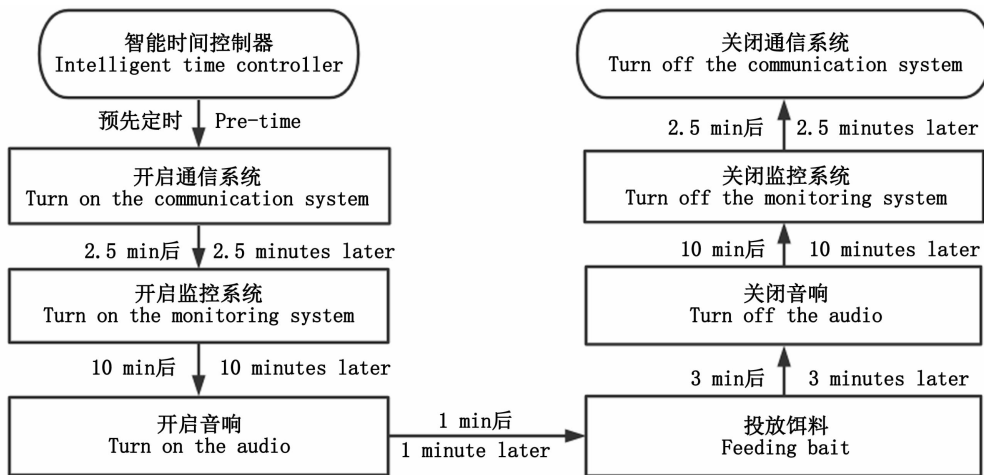 智能时间控制器
Intelligent time controller
预先定时 Pre-time
开启通信系统
Turn on the communication system
2.5 min后 2.5 minutes later
开启监控系统
Turn on the monitoring system
10 min后 10 minutes later
开启音响
Turn on the audio
1 min后
1 minute later
投放饵料
Feeding bait
3 min后 3 minutes later
关闭音响
Turn off the audio
10 min后 10 minutes later
关闭监控系统
Turn off the monitoring system
2.5 min后 2.5 minutes later
关闭通信系统
Turn off the communication system